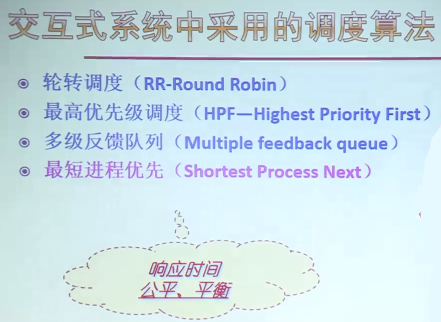 交互式系统中采用的调度算法
轮转调度（RR-Round Robin）
最高优先级调度（HPF—Highest Priority First）
多级反馈队列（Multiple feedback queue）
最短进程优先（Shortest Process Next）
响应时间
公平、平衡